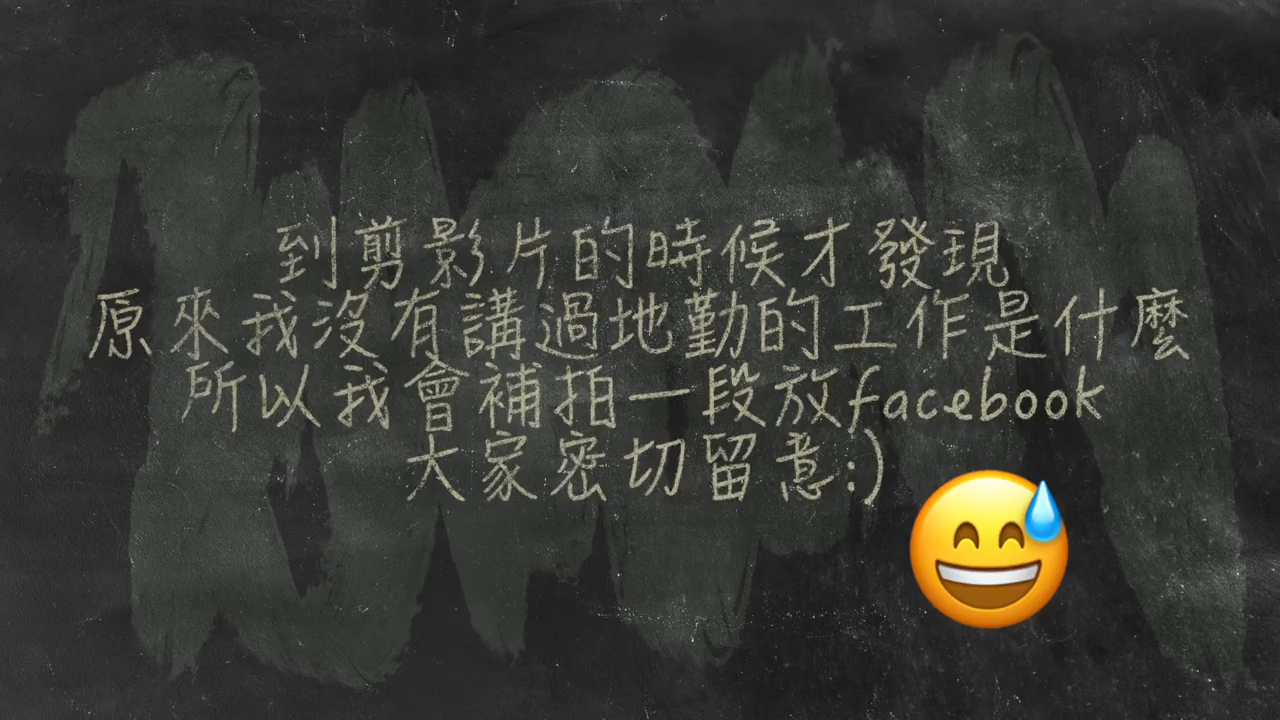 到剪影片的時候才發現
原來我沒有講過地勤的工作是什麼
所以我會補拍一段放facebook
大家密切留意:)